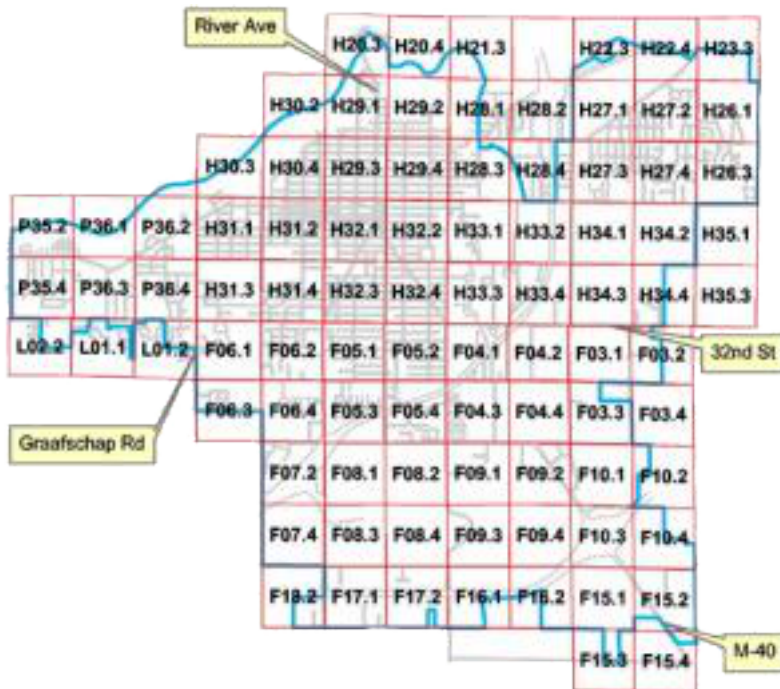 River Ave
H20.3 H20.4 H21.3 H22.3 H22.4 H23.3
H30.2 H29.1 H29.2 H28.1 H28.2 H27.1 H27.2 H26.1
H30.3 H30.4 H29.3 H29.4 H28.3 H28.4 H27.3 H27.4 H26.3
P35.2 P36.1 P36.2 H31.1 H31.2 H32.1 H32.2 H33.1 H33.2 H34.1 H34.2 H35.1
P35.4 P36.3 P36.4 H31.3 H31.4 H32.3 H32.4 H33.3 H33.4 H34.3 H34.4 H35.3
L02.2 L01.1 L01.2 F06.1 F06.2 F05.1 F05.2 F04.1 F04.2 F03.1 F03.2
32nd St
F06.3 F06.4 F05.3 F05.4 F04.3 F04.4 F03.3 F03.4
Graafschap Rd
F07.2 F08.1 F08.2 F09.1 F09.2 F10.1 F10.2
F07.4 F08.3 F08.4 F09.3 F09.4 F10.3 F10.4
F18.2 F17.1 F17.2 F16.1 F16.2 F15.1 F15.2
M-40
F15.3 F15.4